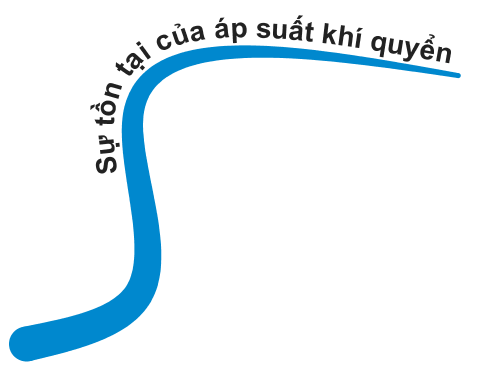 Sự tồn tại của áp suất khí quyển